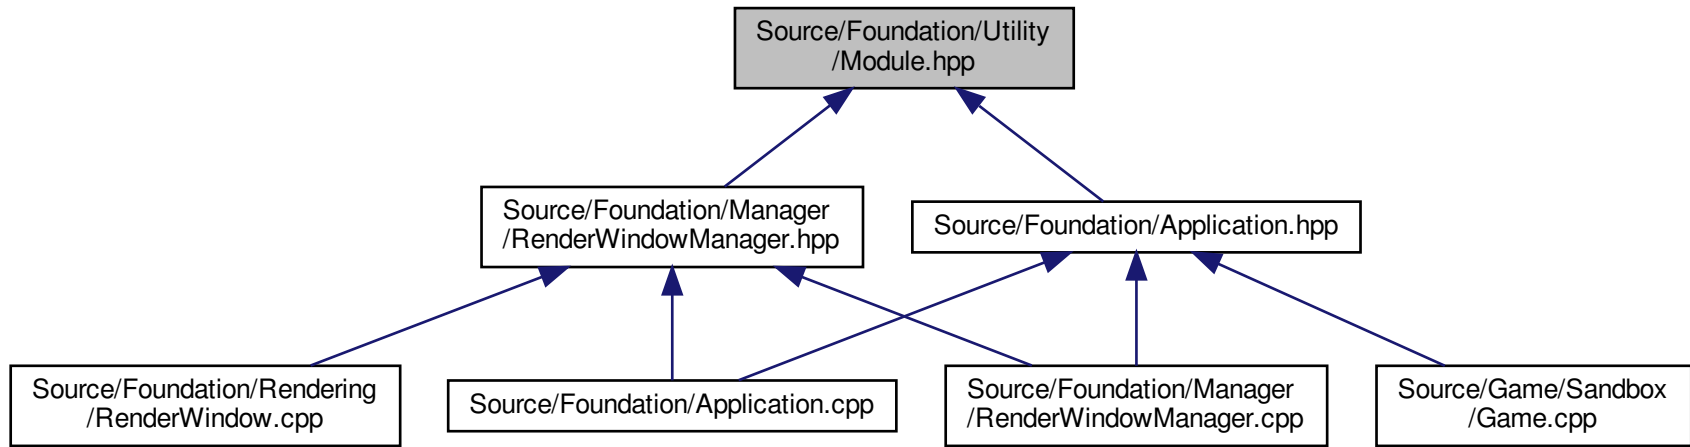 Source/Foundation/Utility
/Module.hpp
Source/Foundation/Manager
/RenderWindowManager.hpp
Source/Foundation/Application.hpp
Source/Foundation/Rendering
/RenderWindow.cpp
Source/Foundation/Application.cpp
Source/Foundation/Manager
/RenderWindowManager.cpp
Source/Game/Sandbox
/Game.cpp